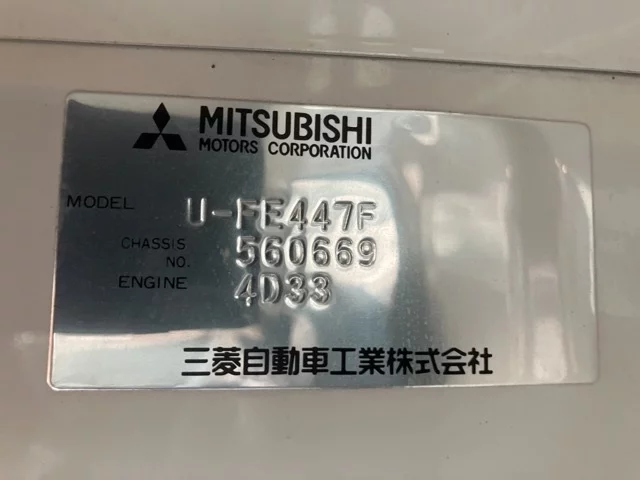 MITSUBISHI
MOTORS CORPORATION
MODEL U-FE447F
CHASSIS NO. 560669
ENGINE 4D33
三菱自動車工業株式会社